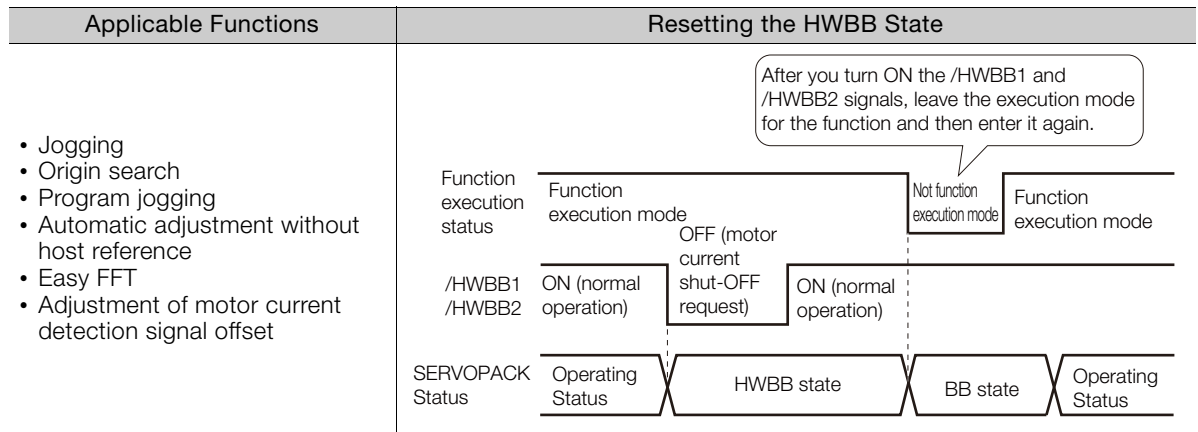 Applicable Functions
Resetting the HWBB State
• Jogging
• Origin search
• Program jogging
• Automatic adjustment without
host reference
• Easy FFT
• Adjustment of motor current
detection signal offset
After you turn ON the /HWBB1 and
/HWBB2 signals, leave the execution mode
for the function and then enter it again.
Function
execution
status
Function
execution mode
Not function
execution mode
Function
execution mode
/HWBB1
/HWBB2
ON (normal
operation)
OFF (motor
current
shut-OFF
request)
ON (normal
operation)
SERVOPACK
Status
Operating
Status
HWBB state
BB state
Operating
Status